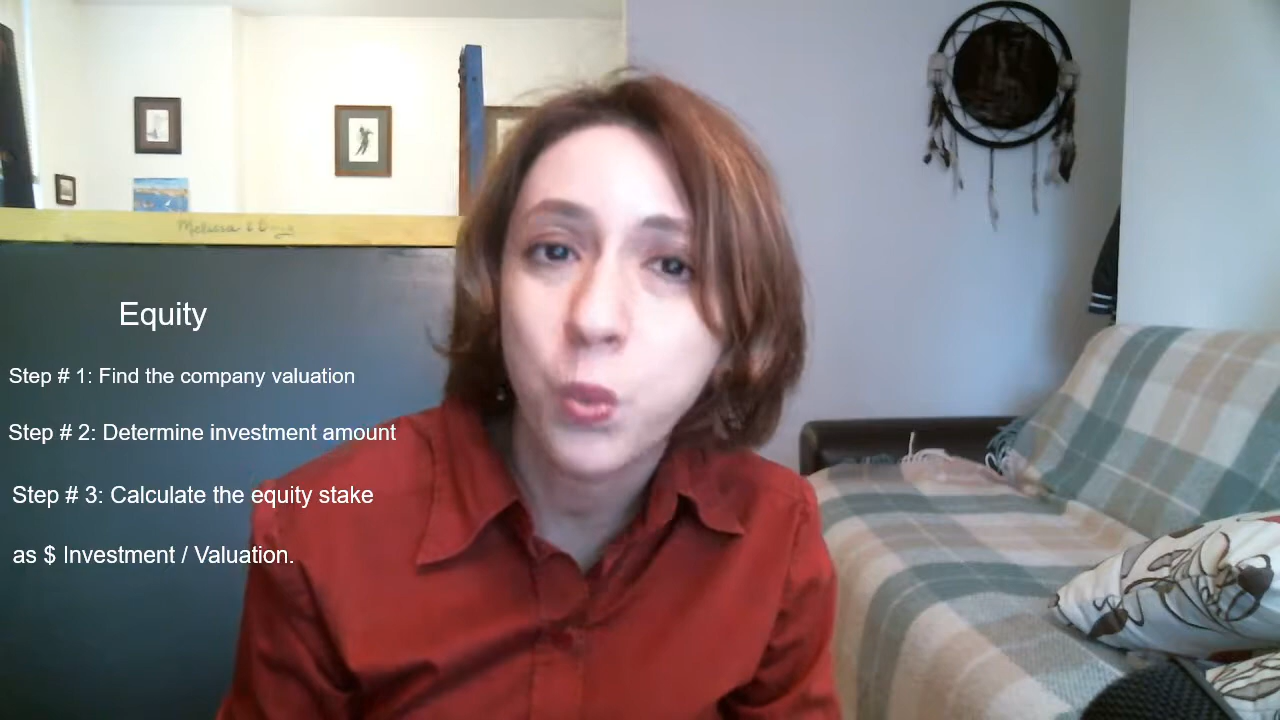 Melissa &
Equity
Step # 1: Find the company valuation
Step # 2: Determine investment amount
Step # 3: Calculate the equity stake
as $ Investment / Valuation.